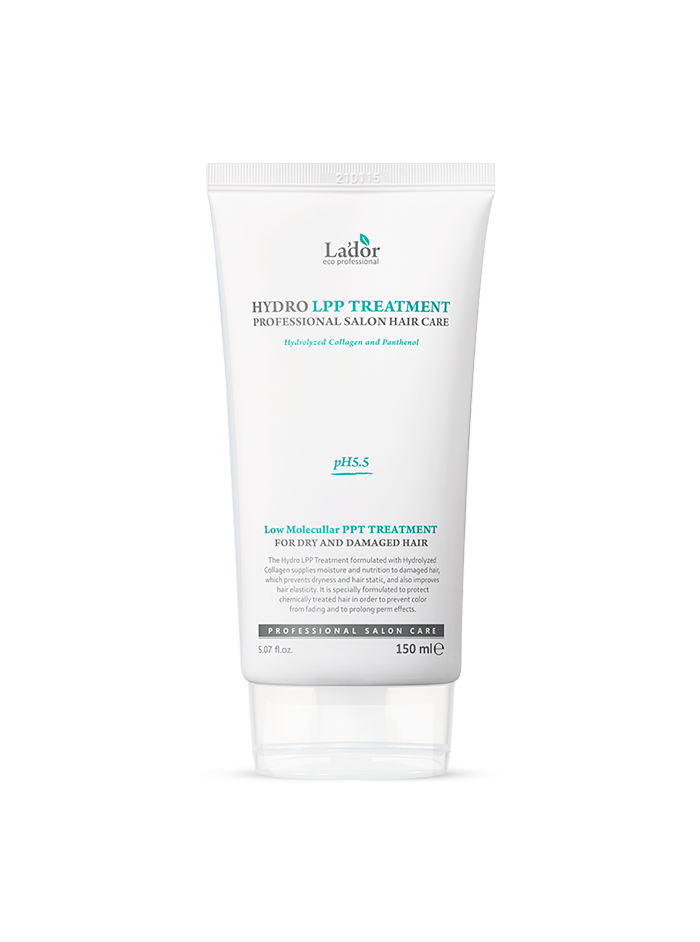 210115
La'dor
eco professional
HYDRO LPP TREATMENT
PROFESSIONAL SALON HAIR CARE
Hydrolyzed Collagen and Panthenol
pH5.5
Low Molecullar PPT TREATMENT
FOR DRY AND DAMAGED HAIR
The Hydro LPP Treatment formulated with Hydrolyzed
Collagen supplies moisture and nutrition to damaged hair,
which prevents dryness and hair static, and also improves
hair elasticity. It is specially formulated to protect
chemically treated hair in order to prevent color
from fading and to prolong perm effects.
PROFESSIONAL SALON CARE
5.07 fl.oz. 150 ml℮